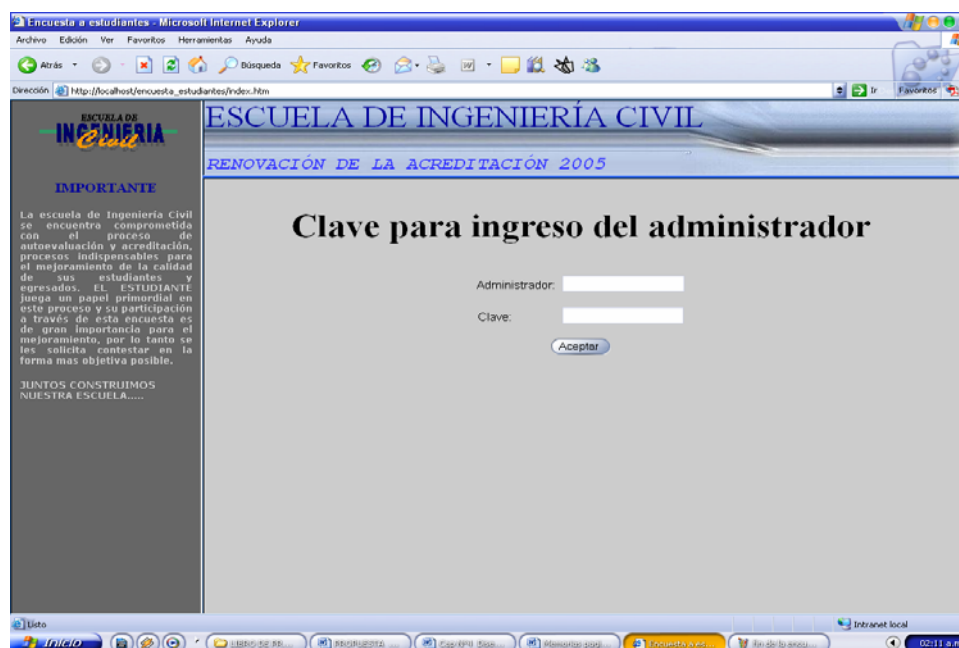 Encuesta a estudiantes - Microsoft Internet Explorer
Archivo Edición Ver Favoritos Herramientas Ayuda
Atrás Búsqueda Favoritos
Dirección http://localhost/encuesta_estudiantes/index.htm Ir Favoritos
ESCUELA DE
INGENIERIA
Civil
ESCUELA DE INGENIERÍA CIVIL
RENOVACIÓN DE LA ACREDITACIÓN 2005
IMPORTANTE
La escuela de Ingeniería Civil
se encuentra comprometida
con el proceso de
autoevaluación y acreditación,
procesos indispensables para
el mejoramiento de la calidad
de sus estudiantes y
egresados. EL ESTUDIANTE
juega un papel primordial en
este proceso y su participación
a través de esta encuesta es
de gran importancia para el
mejoramiento, por lo tanto se
les solicita contestar en la
forma mas objetiva posible.
JUNTOS CONSTRUIMOS
NUESTRA ESCUELA.....
Clave para ingreso del administrador
Administrador:
Clave:
Aceptar
Listo
Intranet local
Inicio
Encuesta a es...
02:11 a.m.